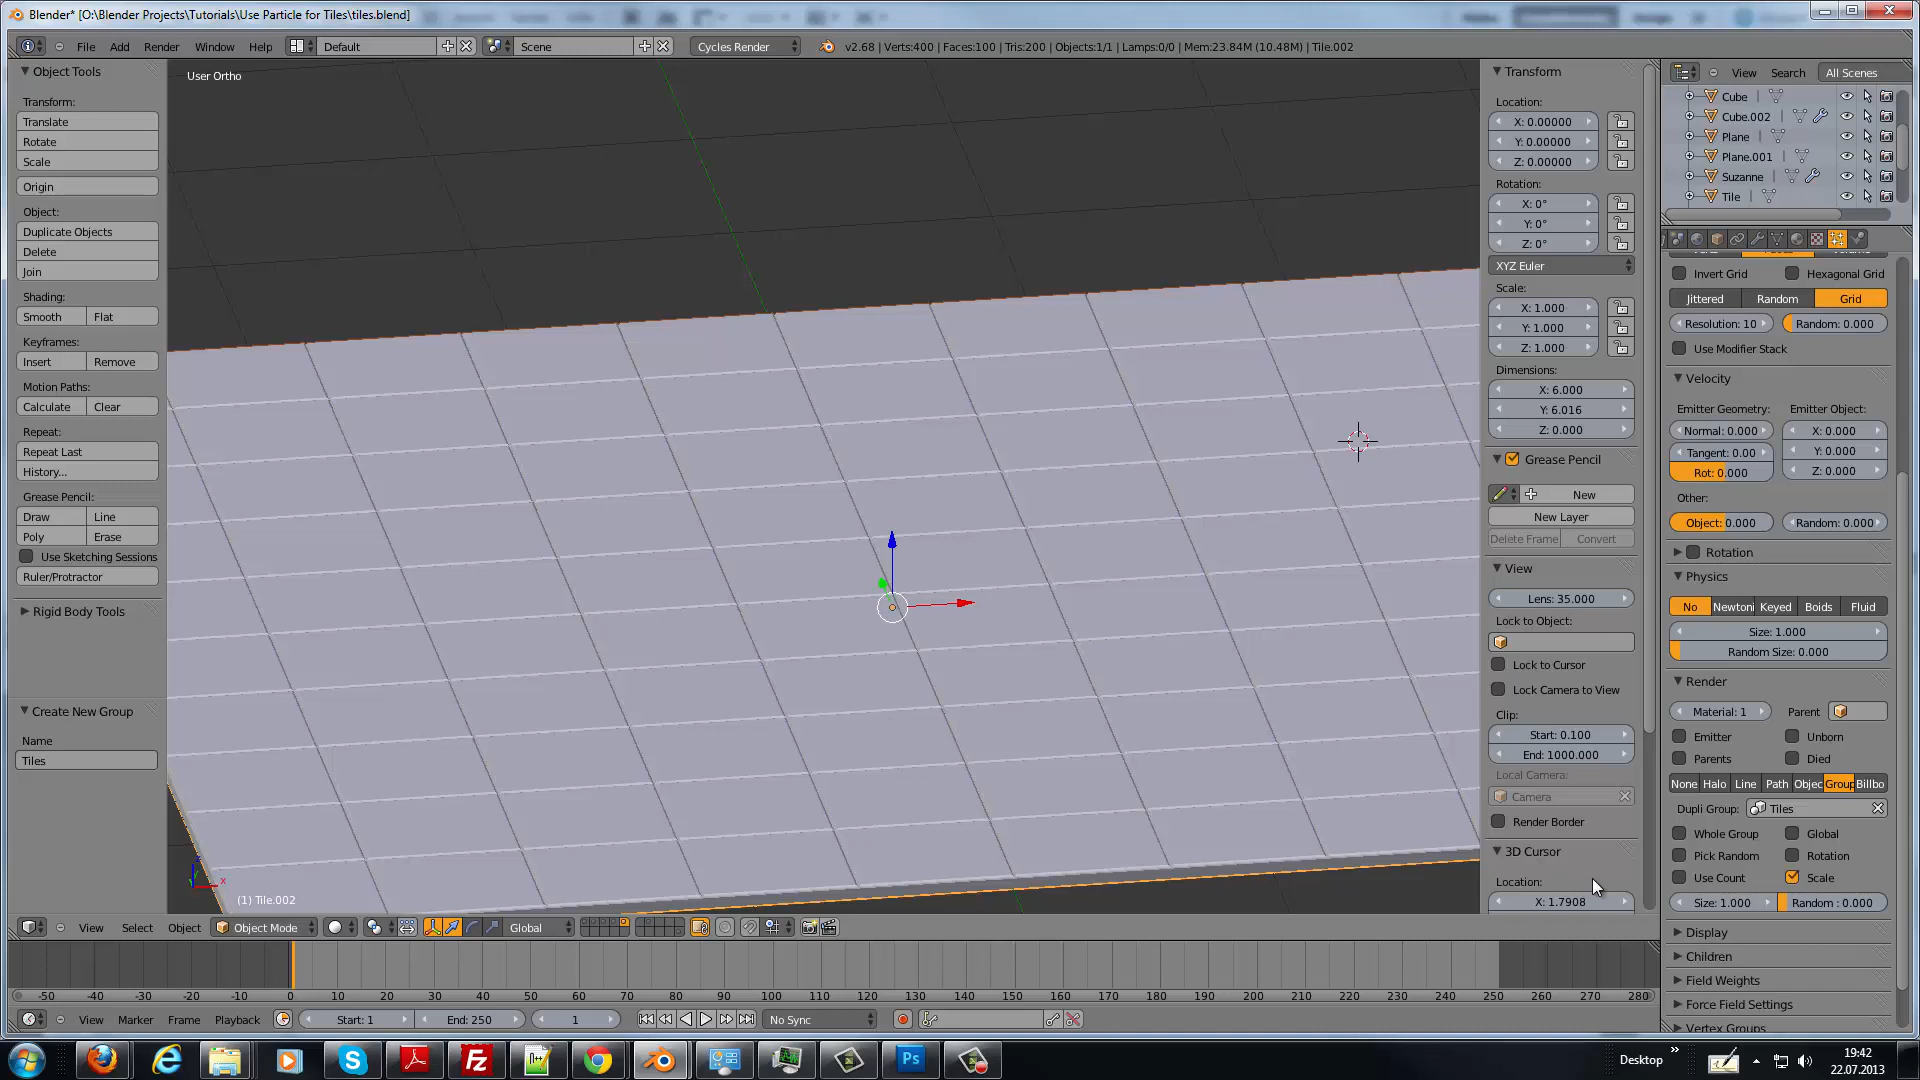 Blender* [O:\Blender Projects\Tutorials\Use Particle for Tiles\tiles.blend]
File Add Render Window Help Default Scene Cycles Render v2.68 | Verts:400 | Faces:100 | Tris:200 | Objects:1/1 | Lamps:0/0 | Mem:23.84M (10.48M) | Tile.002
Object Tools
Transform:
Translate
Rotate
Scale
Origin
Object:
Duplicate Objects
Delete
Join
Shading:
Smooth Flat
Keyframes:
Insert Remove
Motion Paths:
Calculate Clear
Repeat:
Repeat Last
History...
Grease Pencil:
Draw Line
Poly Erase
Use Sketching Sessions
Ruler/Protractor
Rigid Body Tools
Create New Group
Name
Tiles
User Ortho
(1) Tile.002
Transform
Location:
X: 0.00000
Y: 0.00000
Z: 0.00000
Rotation:
X: 0°
Y: 0°
Z: 0°
XYZ Euler
Scale:
X: 1.000
Y: 1.000
Z: 1.000
Dimensions:
X: 6.000
Y: 6.016
Z: 0.000
Grease Pencil
New
New Layer
Delete Frame Convert
View
Lens: 35.000
Lock to Object:
Lock to Cursor
Lock Camera to View
Clip:
Start: 0.100
End: 1000.000
Local Camera:
Camera
Render Border
3D Cursor
Location:
X: 1.7908
View Search All Scenes
Cube
Cube.002
Plane
Plane.001
Suzanne
Tile
Invert Grid Hexagonal Grid
Jittered Random Grid
Resolution: 10 Random: 0.000
Use Modifier Stack
Velocity
Emitter Geometry: Emitter Object:
Normal: 0.000 X: 0.000
Tangent: 0.00 Y: 0.000
Rot: 0.000 Z: 0.000
Other:
Object: 0.000 Random: 0.000
Rotation
Physics
No Newtoni Keyed Boids Fluid
Size: 1.000
Random Size: 0.000
Render
Material: 1 Parent
Emitter Unborn
Parents Died
None Halo Line Path Objec Group Billbo
Dupli Group: Tiles
Whole Group Global
Pick Random Rotation
Use Count Scale
Size: 1.000 Random : 0.000
Display
Children
Field Weights
Force Field Settings
Vertex Groups
View Select Object Object Mode Global
-50 -40 -30 -20 -10 0 10 20 30 40 50 60 70 80 90 100 110 120 130 140 150 160 170 180 190 200 210 220 230 240 250 260 270 280
View Marker Frame Playback Start: 1 End: 250 1 No Sync
Fz Ps Desktop » 19:42
22.07.2013